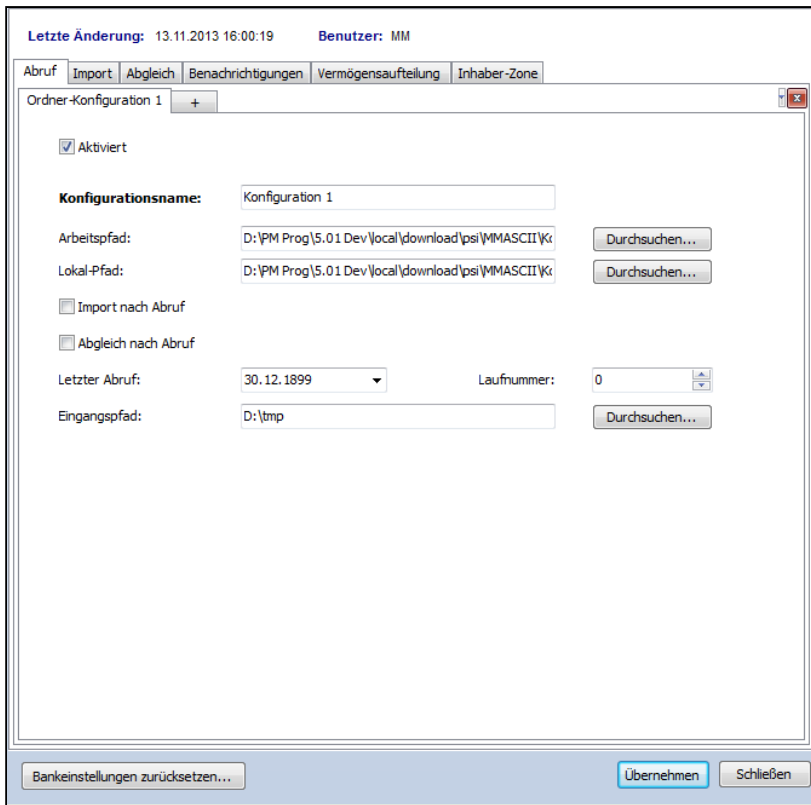 Letzte Änderung: 13.11.2013 16:00:19 Benutzer: MM
Abruf Import Abgleich Benachrichtigungen Vermögensaufteilung Inhaber-Zone
Ordner-Configuration 1 +
Aktiviert
Konfigurationsname: Konfiguration 1
Arbeitspfad: D:\PM Prog\5.01 Dev\local\download\psi\MMASCII\Ko Durchsuchen...
Lokal-Pfad: D:\PM Prog\5.01 Dev\local\download\psi\MMASCII\Ko Durchsuchen...
Import nach Abruf
Abgleich nach Abruf
Letzter Abruf: 30.12.1899 Laufnummer: 0
Eingangspfad: D:\tmp Durchsuchen...
Bankeinstellungen zurücksetzen... Übernehmen Schließen